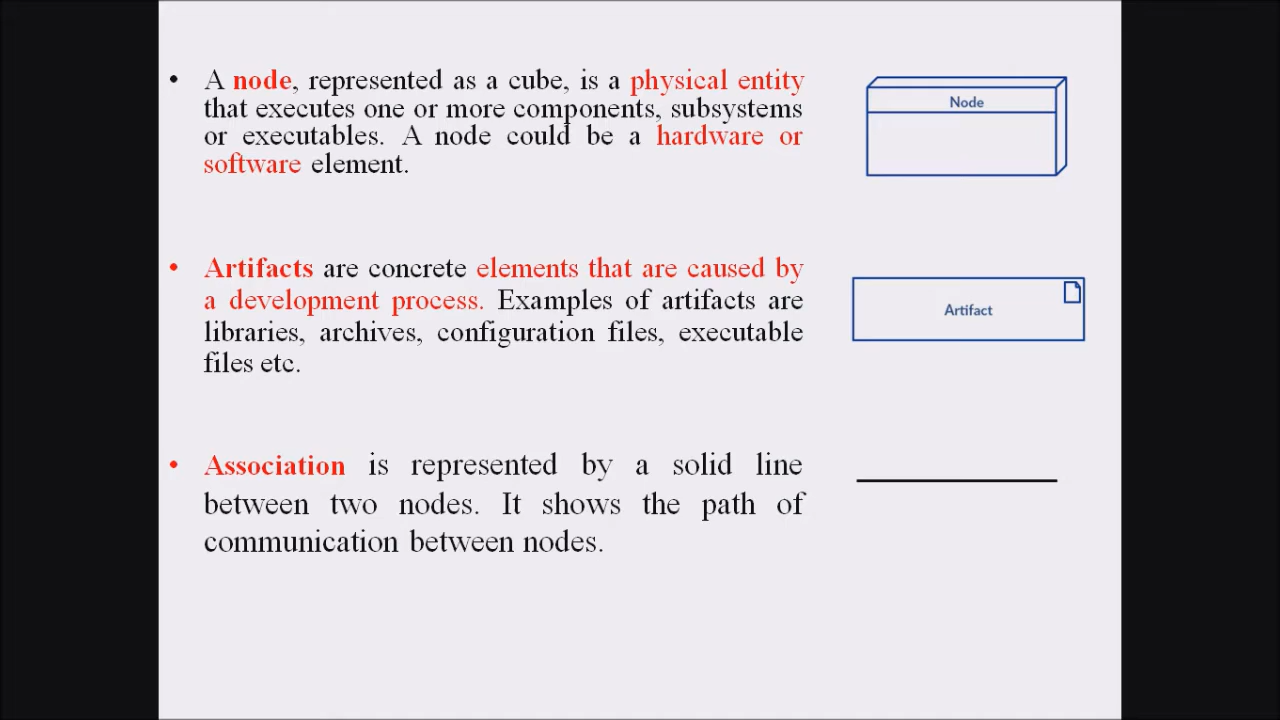 • A node, represented as a cube, is a physical entity
that executes one or more components, subsystems
or executables. A node could be a hardware or
software element.
Node
• Artifacts are concrete elements that are caused by
a development process. Examples of artifacts are
libraries, archives, configuration files, executable
files etc.
Artifact
• Association is represented by a solid line
between two nodes. It shows the path of
communication between nodes.